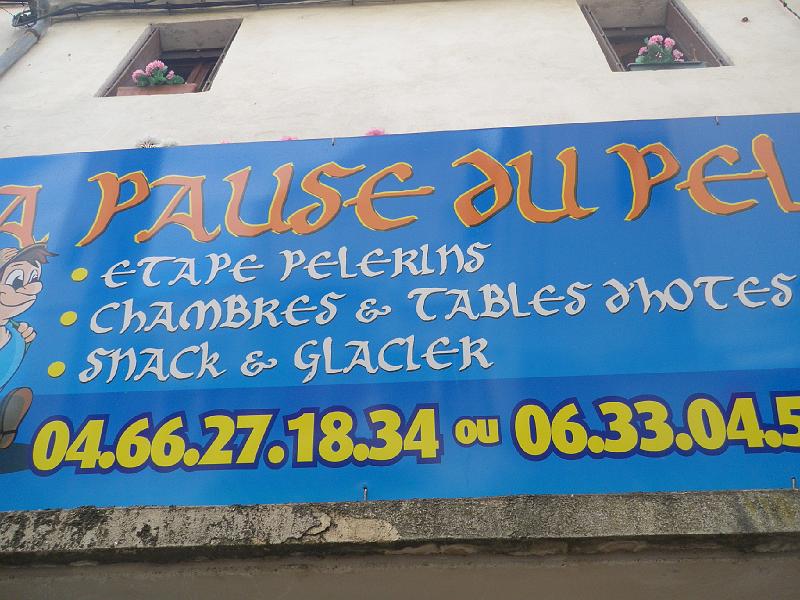 A PAUSE DU PEL
• ETAPE PELERINS
• CHAMBRES & TABLES D'HOTES
• SNACK & GLACIER
04.66.27.18.34 ou 06.33.04.5